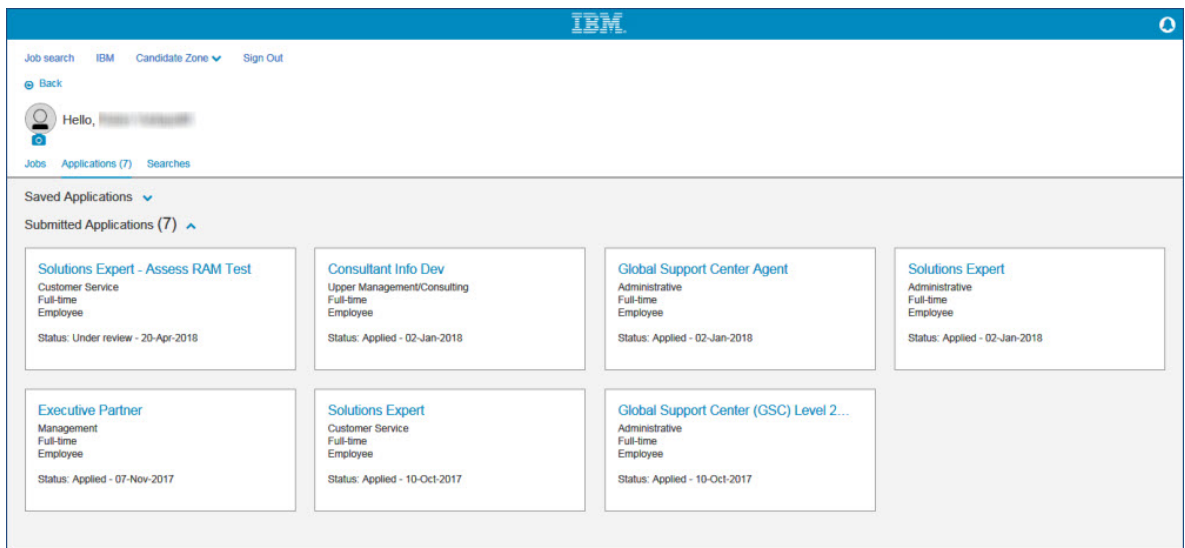 IBM
Job search IBM Candidate Zone Sign Out
Back
Hello,
Jobs Applications (7) Searches
Saved Applications
Submitted Applications (7)
Solutions Expert - Assess RAM Test
Customer Service
Full-time
Employee
Status: Under review - 20-Apr-2018
Consultant Info Dev
Upper Management/Consulting
Full-time
Employee
Status: Applied - 02-Jan-2018
Global Support Center Agent
Administrative
Full-time
Employee
Status: Applied - 02-Jan-2018
Solutions Expert
Administrative
Full-time
Employee
Status: Applied - 02-Jan-2018
Executive Partner
Management
Full-time
Employee
Status: Applied - 07-Nov-2017
Solutions Expert
Customer Service
Full-time
Employee
Status: Applied - 10-Oct-2017
Global Support Center (GSC) Level 2...
Administrative
Full-time
Employee
Status: Applied - 10-Oct-2017